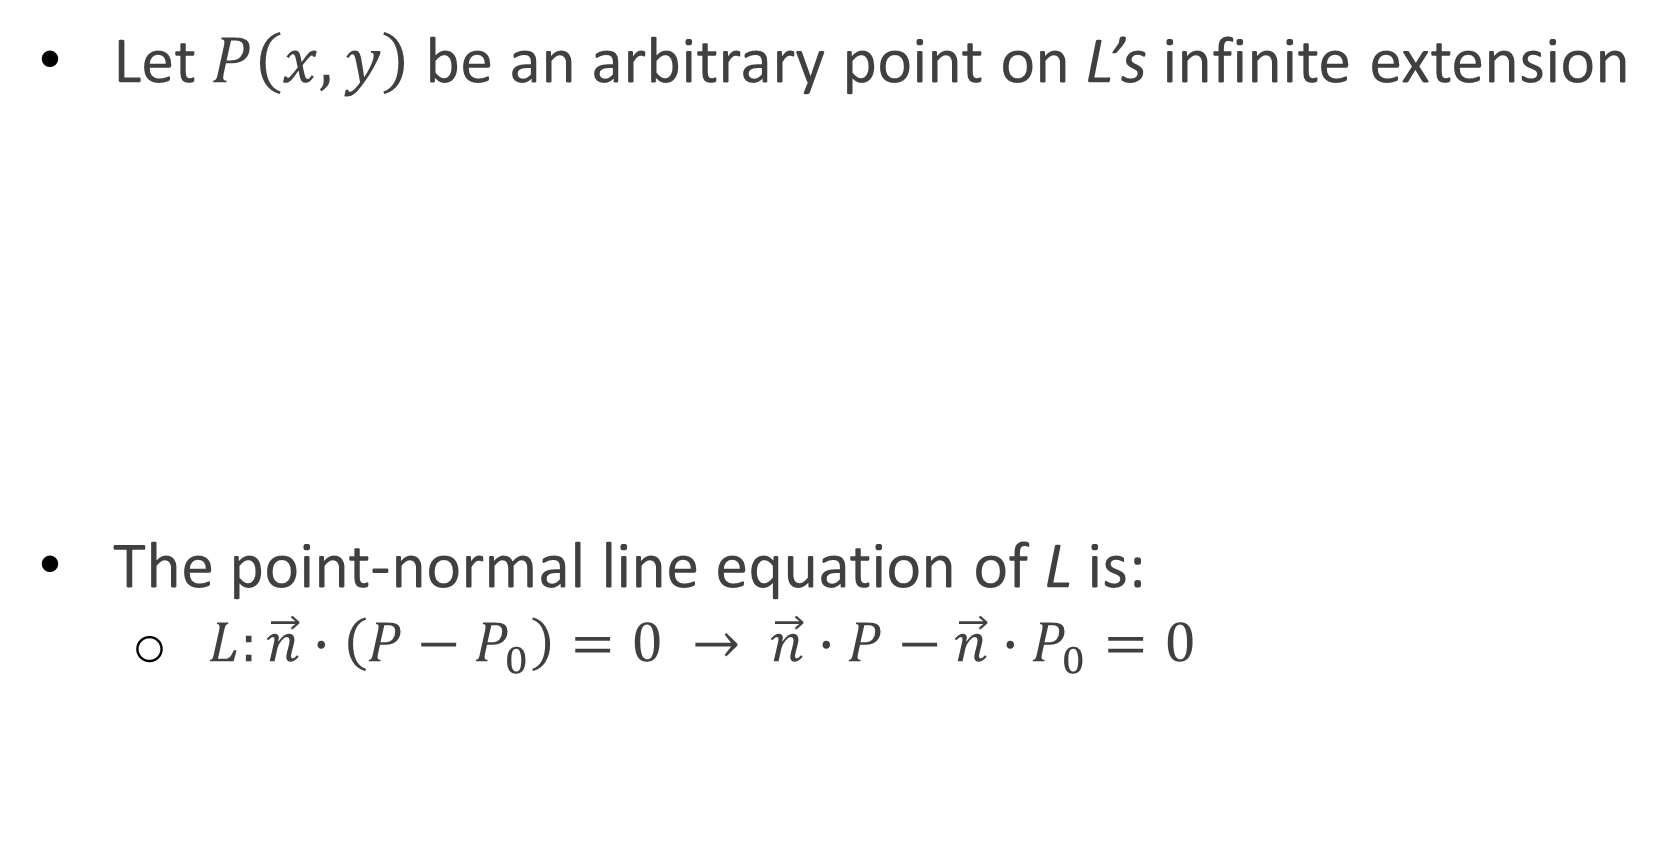 • Let P(x, y) be an arbitrary point on L’s infinite extension
• The point-normal line equation of L is:
○ L: n⃗ · (P − P₀) = 0 → n⃗ · P − n⃗ · P₀ = 0